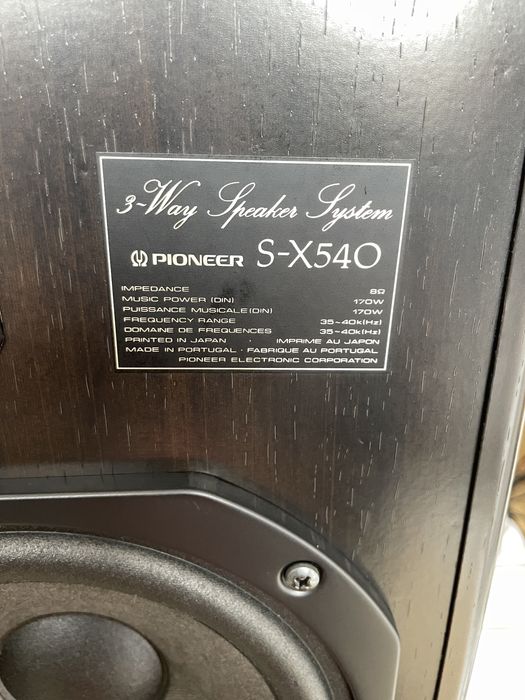 3-Way Speaker System
PIONEER S-X540
IMPEDANCE 8Ω
MUSIC POWER (DIN) 170W
PUISSANCE MUSICALE (DIN) 170W
FREQUENCY RANGE 35-40k(Hz)
DOMAINE DE FREQUENCES 35-40k(Hz)
PRINTED IN JAPAN · IMPRIME AU JAPON
MADE IN PORTUGAL · FABRIQUE AU PORTUGAL
PIONEER ELECTRONIC CORPORATION